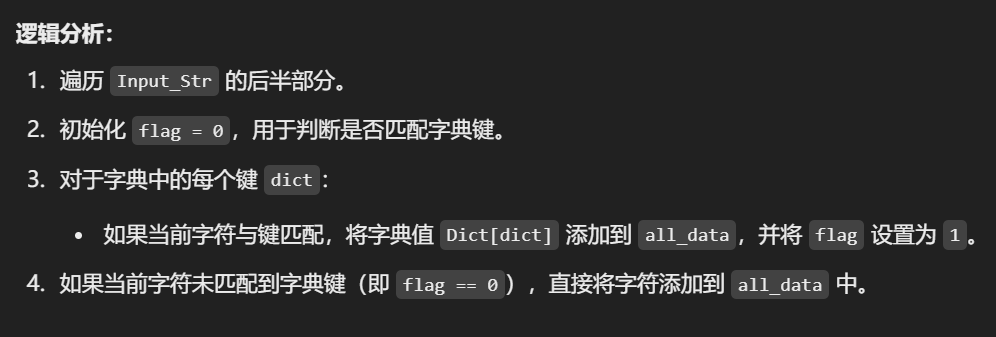 逻辑分析：
1. 遍历 Input_Str 的后半部分。
2. 初始化 flag = 0，用于判断是否匹配字典键。
3. 对于字典中的每个键 dict：
• 如果当前字符与键匹配，将字典值 Dict[dict] 添加到 all_data，并将 flag 设置为 1。
4. 如果当前字符未匹配到字典键（即 flag == 0），直接将字符添加到 all_data 中。